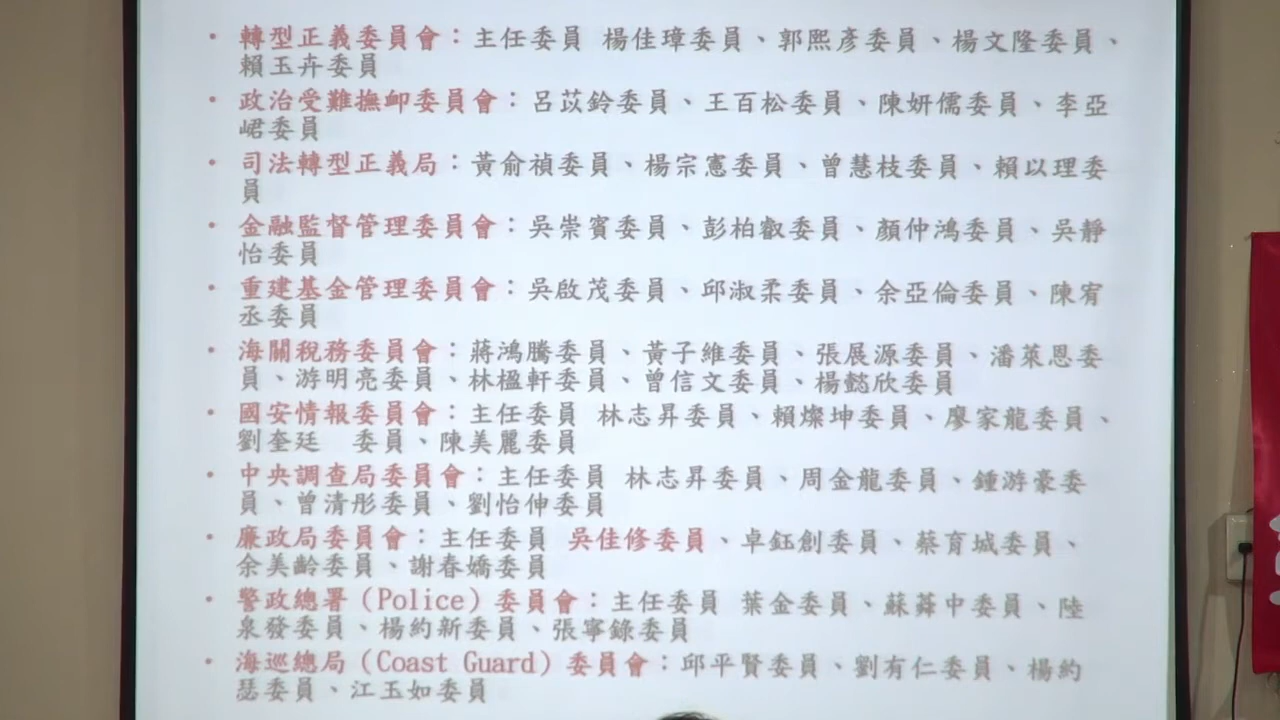 • 轉型正義委員會：主任委員 楊佳璋委員、郭熙彥委員、楊文隆委員、
賴玉卉委員
• 政治受難撫卹委員會：呂苡鈴委員、王百松委員、陳妍儒委員、李亞
峮委員
• 司法轉型正義局：黃俞禎委員、楊宗憲委員、曾慧枝委員、賴以理委
員
• 金融監督管理委員會：吳崇賓委員、彭柏叡委員、顏仲鴻委員、吳靜
怡委員
• 重建基金管理委員會：吳啟茂委員、邱淑柔委員、余亞倫委員、陳宥
丞委員
• 海關稅務委員會：蔣鴻騰委員、黃子維委員、張展源委員、潘萊恩委
員、游明亮委員、林楹軒委員、曾信文委員、楊懿欣委員
• 國安情報委員會：主任委員 林志昇委員、賴燦坤委員、廖家龍委員、
劉奎廷 委員、陳美麗委員
• 中央調查局委員會：主任委員 林志昇委員、周金龍委員、鍾游豪委
員、曾清彤委員、劉怡伸委員
• 廉政局委員會：主任委員 吳佳修委員、卓鈺創委員、蔡育城委員、
余美齡委員、謝春嬌委員
• 警政總署（Police）委員會：主任委員 葉金委員、蘇蕣中委員、陸
泉發委員、楊約新委員、張寧錄委員
• 海巡總局（Coast Guard）委員會：邱平賢委員、劉有仁委員、楊約
瑟委員、江玉如委員